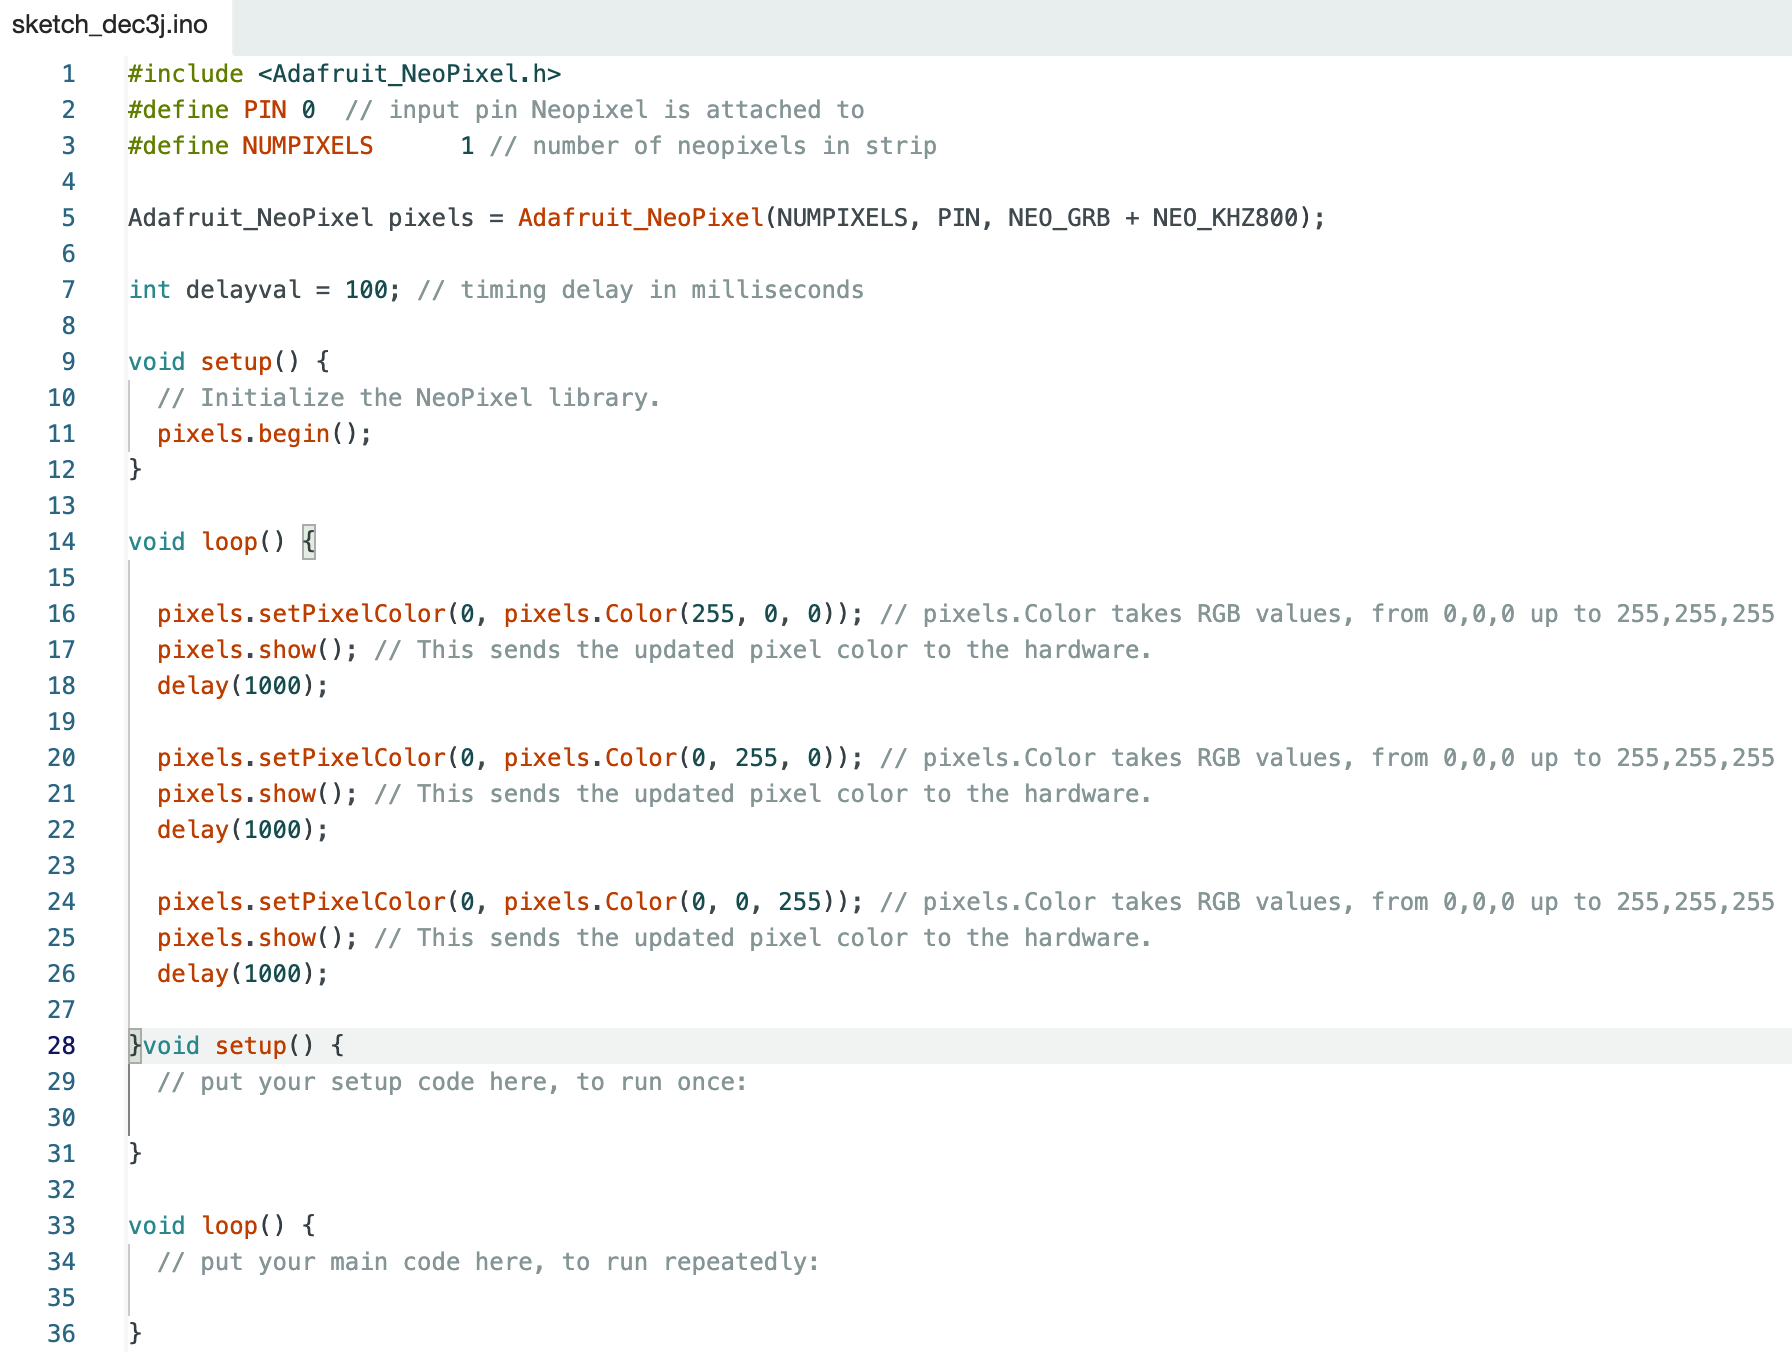 sketch_dec3j.ino
1 #include <Adafruit_NeoPixel.h>
2 #define PIN 0  // input pin Neopixel is attached to
3 #define NUMPIXELS      1 // number of neopixels in strip
4
5 Adafruit_NeoPixel pixels = Adafruit_NeoPixel(NUMPIXELS, PIN, NEO_GRB + NEO_KHZ800);
6
7 int delayval = 100; // timing delay in milliseconds
8
9 void setup() {
10   // Initialize the NeoPixel library.
11   pixels.begin();
12 }
13
14 void loop() {
15
16   pixels.setPixelColor(0, pixels.Color(255, 0, 0)); // pixels.Color takes RGB values, from 0,0,0 up to 255,255,255
17   pixels.show(); // This sends the updated pixel color to the hardware.
18   delay(1000);
19
20   pixels.setPixelColor(0, pixels.Color(0, 255, 0)); // pixels.Color takes RGB values, from 0,0,0 up to 255,255,255
21   pixels.show(); // This sends the updated pixel color to the hardware.
22   delay(1000);
23
24   pixels.setPixelColor(0, pixels.Color(0, 0, 255)); // pixels.Color takes RGB values, from 0,0,0 up to 255,255,255
25   pixels.show(); // This sends the updated pixel color to the hardware.
26   delay(1000);
27
28 }void setup() {
29   // put your setup code here, to run once:
30
31 }
32
33 void loop() {
34   // put your main code here, to run repeatedly:
35
36 }